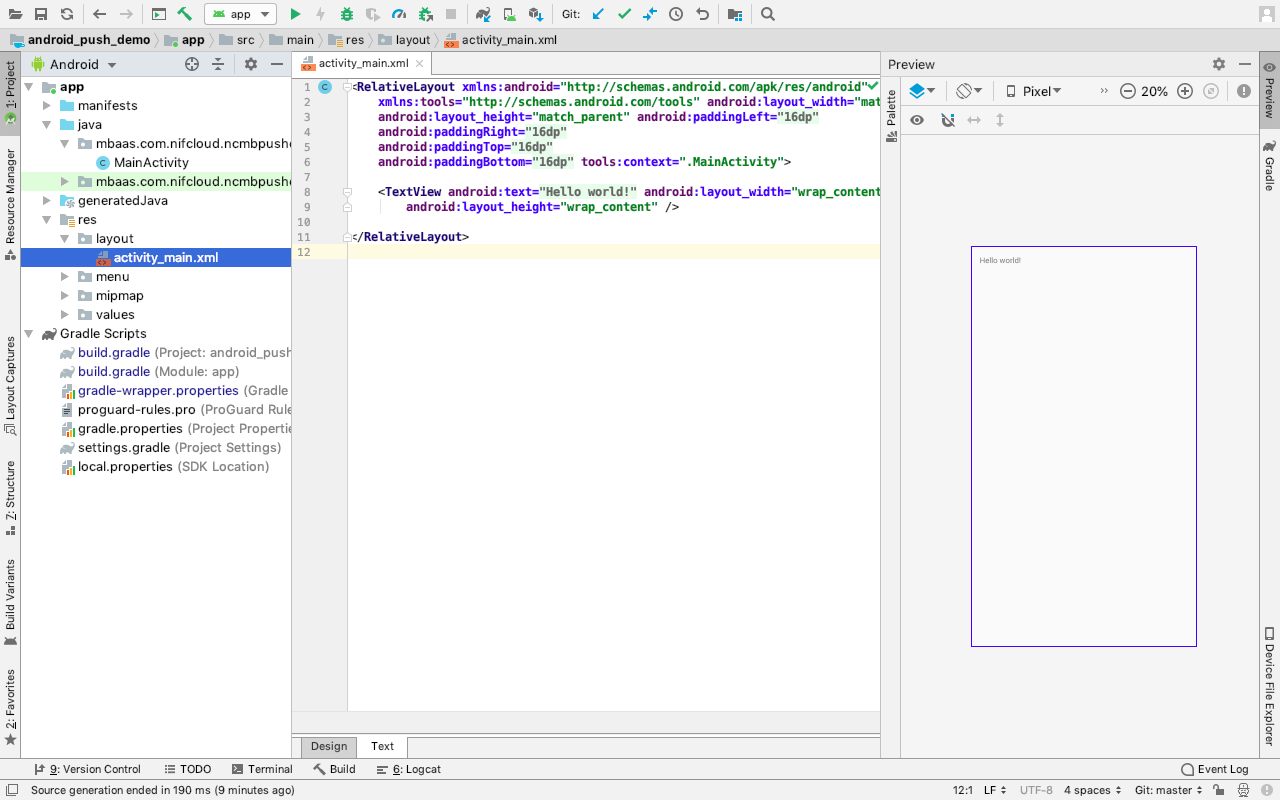 app
Git:
android_push_demo
app
src
main
res
layout
activity_main.xml
1: Project
Resource Manager
Layout Captures
Z: Structure
Build Variants
2: Favorites
Android
app
manifests
java
mbaas.com.nifcloud.ncmbpushe
MainActivity
mbaas.com.nifcloud.ncmbpushe
generatedJava
res
layout
activity_main.xml
menu
mipmap
values
Gradle Scripts
build.gradle (Project: android_push
build.gradle (Module: app)
gradle-wrapper.properties (Gradle
proguard-rules.pro (ProGuard Rule
gradle.properties (Project Propertie
settings.gradle (Project Settings)
local.properties (SDK Location)
activity_main.xml
1 <RelativeLayout xmlns:android="http://schemas.android.com/apk/res/android"
2 xmlns:tools="http://schemas.android.com/tools" android:layout_width="mat
3 android:layout_height="match_parent" android:paddingLeft="16dp"
4 android:paddingRight="16dp"
5 android:paddingTop="16dp"
6 android:paddingBottom="16dp" tools:context=".MainActivity">
7
8 <TextView android:text="Hello world!" android:layout_width="wrap_content
9 android:layout_height="wrap_content" />
10
11 </RelativeLayout>
12
Design
Text
Preview
Palette
Pixel
20%
Hello world!
Preview
Gradle
Device File Explorer
9: Version Control
TODO
Terminal
Build
6: Logcat
Event Log
Source generation ended in 190 ms (9 minutes ago)
12:1
LF
UTF-8
4 spaces
Git: master